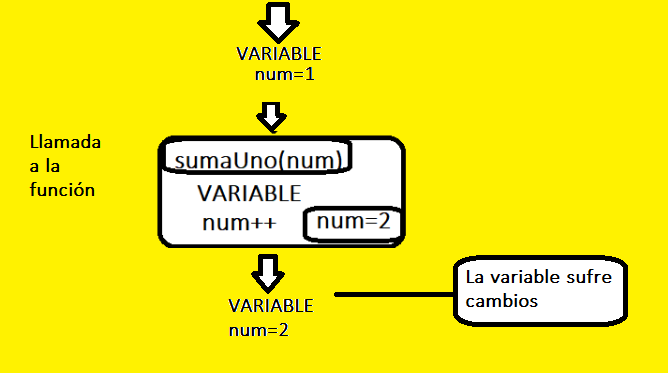 VARIABLE
num=1
Llamada
a la
función
sumaUno(num)
VARIABLE
num++
num=2
VARIABLE
num=2
La variable sufre
cambios